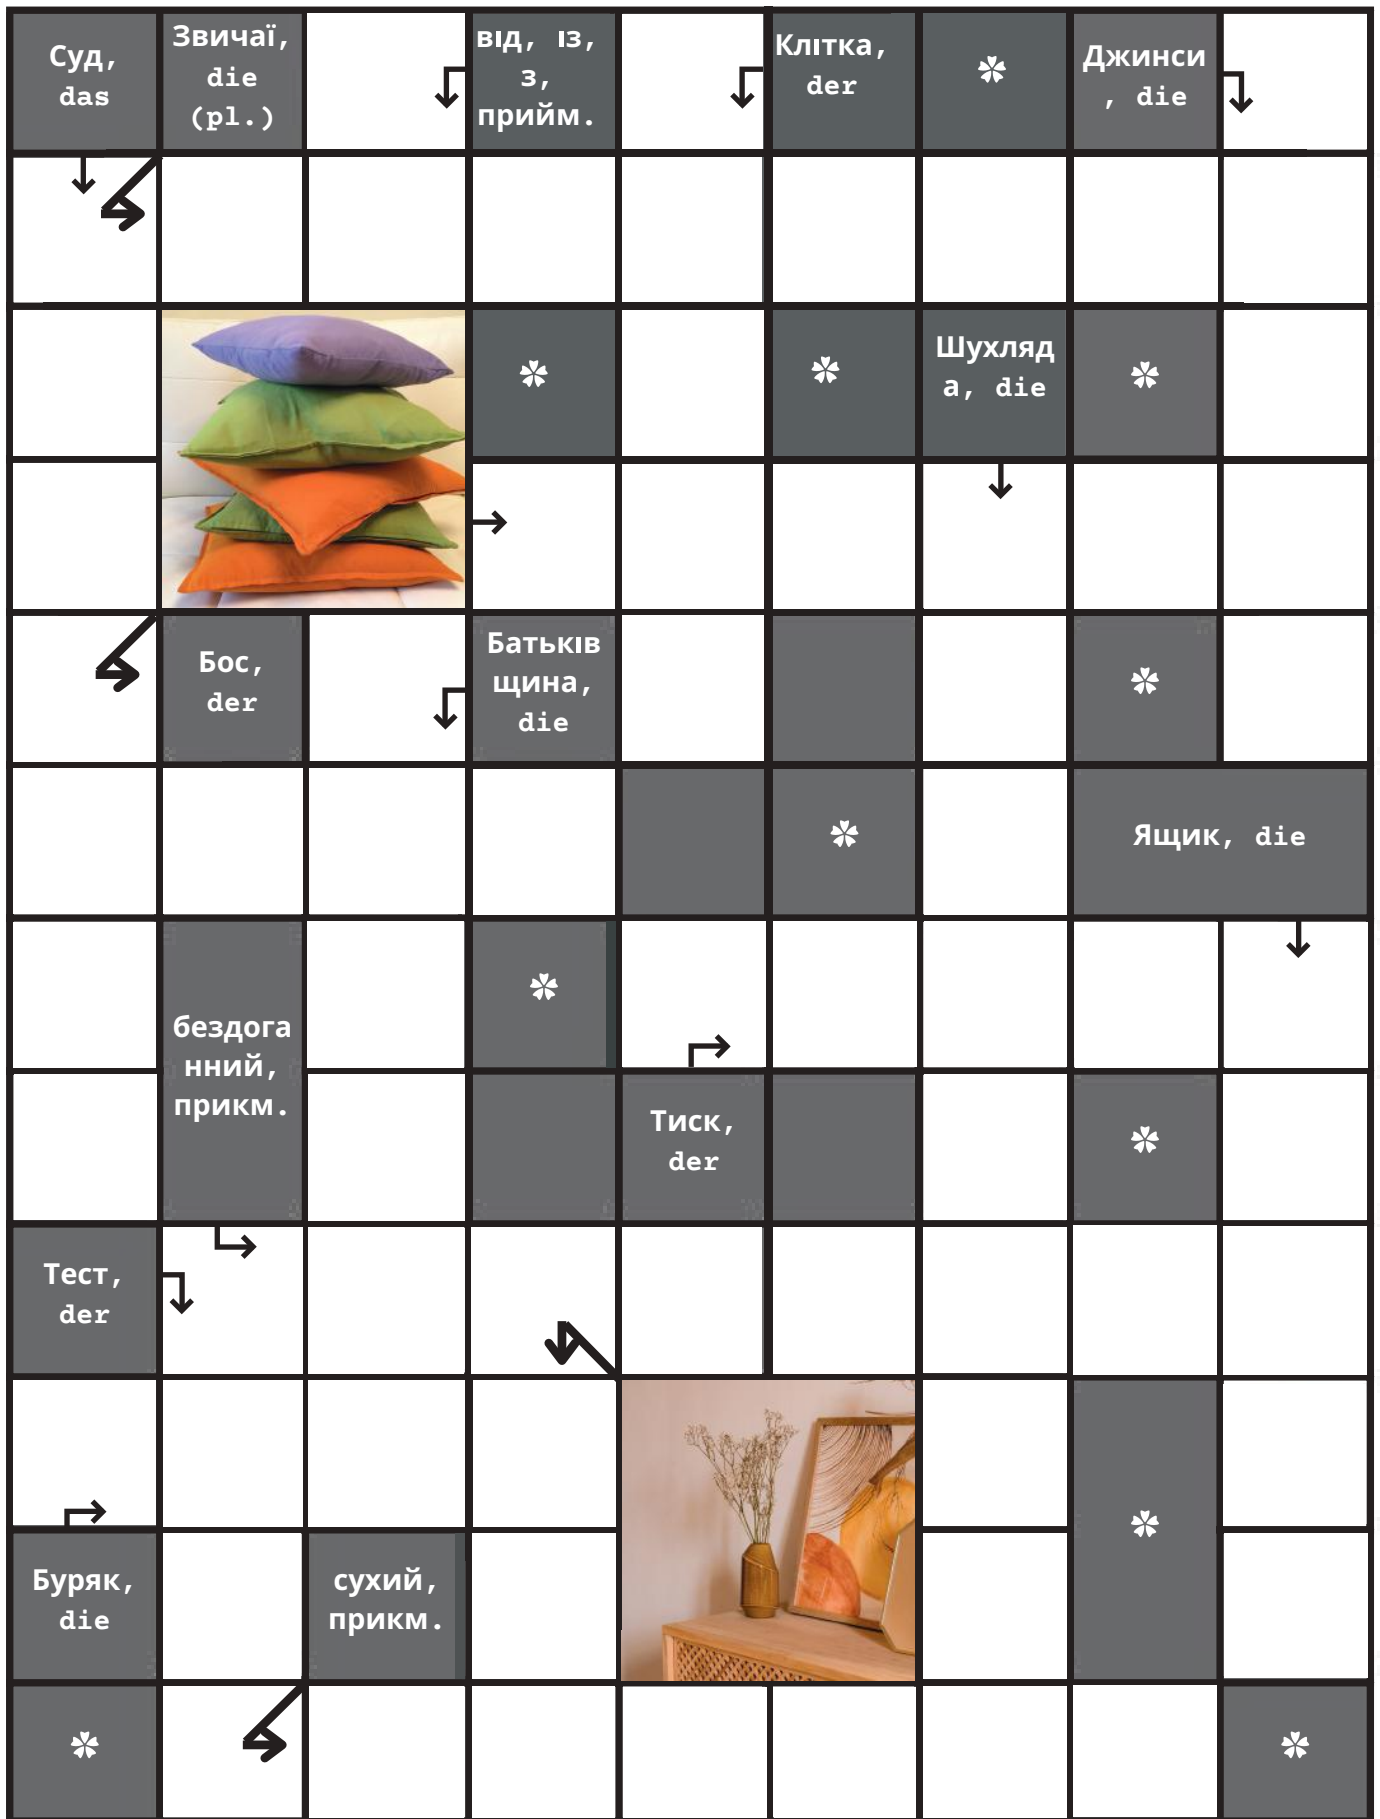 Суд,
das
Звичаї,
die
(pl.)
від, із,
з,
прийм.
Клітка,
der
Джинси
, die
Шухляд
а, die
Бос,
der
Батьків
щина,
die
Ящик, die
бездога
нний,
прикм.
Тиск,
der
Тест,
der
Буряк,
die
сухий,
прикм.